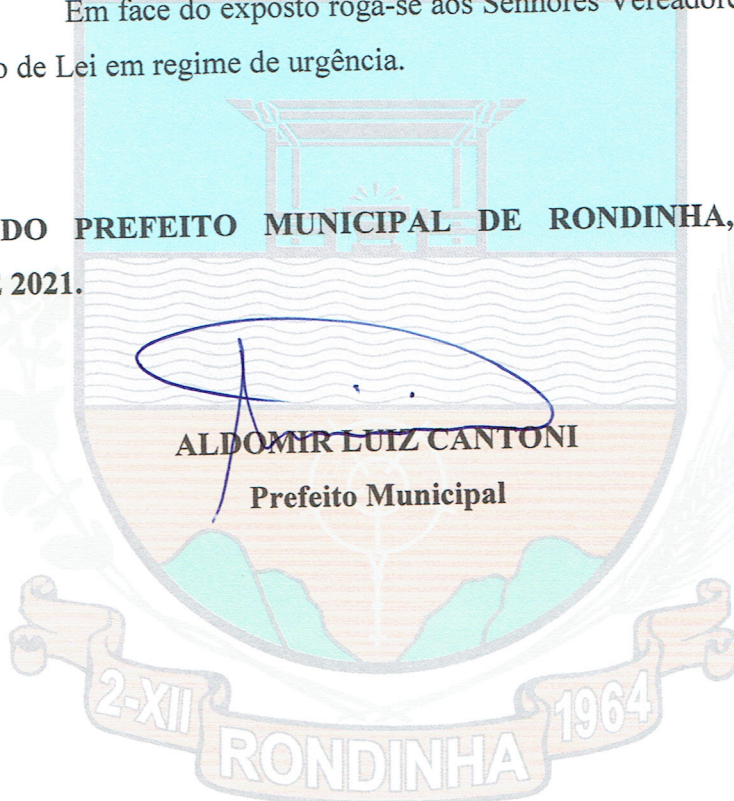 Em face do exposto roga-se aos Senhores Vereadore
o de Lei em regime de urgência.
DO PREFEITO MUNICIPAL DE RONDINHA,
E 2021.
ALDOMIR LUIZ CANTONI
Prefeito Municipal
2-XII RONDINHA 1964